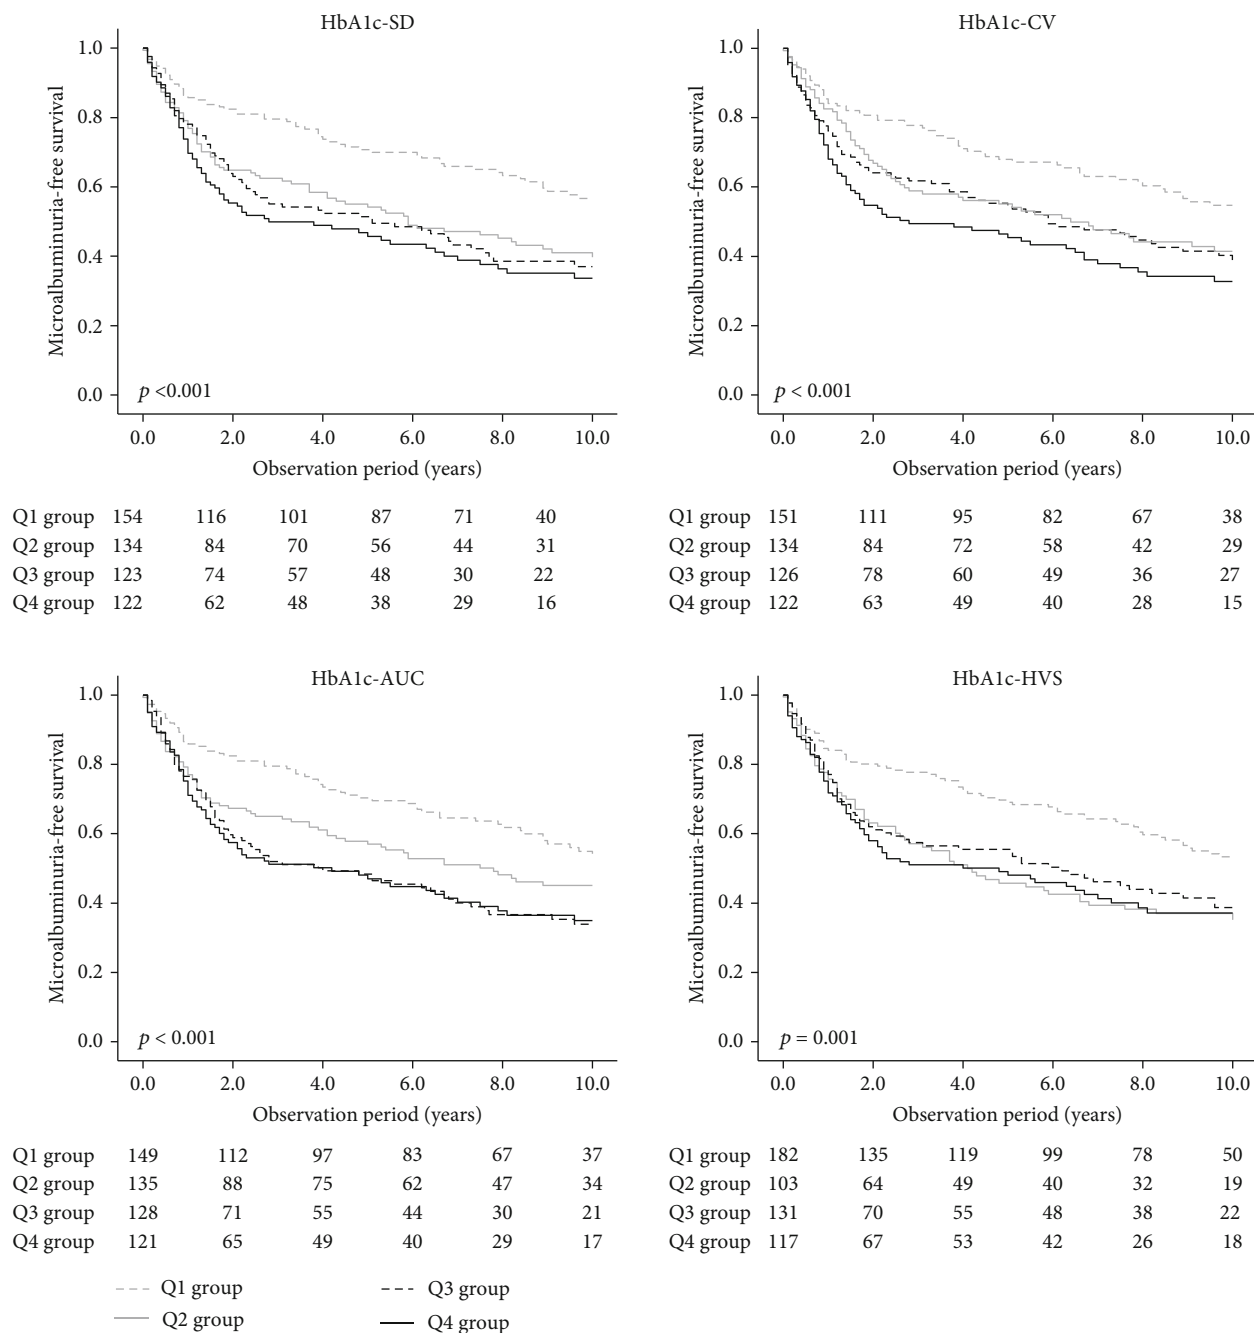 HbA1c-SD
Microalbuminuria-free survival
1.0
0.8
0.6
0.4
0.2
0.0
p <0.001
0.0 2.0 4.0 6.0 8.0 10.0
Observation period (years)
Q1 group 154 116 101 87 71 40
Q2 group 134 84 70 56 44 31
Q3 group 123 74 57 48 30 22
Q4 group 122 62 48 38 29 16
HbA1c-CV
Microalbuminuria-free survival
1.0
0.8
0.6
0.4
0.2
0.0
p < 0.001
0.0 2.0 4.0 6.0 8.0 10.0
Observation period (years)
Q1 group 151 111 95 82 67 38
Q2 group 134 84 72 58 42 29
Q3 group 126 78 60 49 36 27
Q4 group 122 63 49 40 28 15
HbA1c-AUC
Microalbuminuria-free survival
1.0
0.8
0.6
0.4
0.2
0.0
p < 0.001
0.0 2.0 4.0 6.0 8.0 10.0
Observation period (years)
Q1 group 149 112 97 83 67 37
Q2 group 135 88 75 62 47 34
Q3 group 128 71 55 44 30 21
Q4 group 121 65 49 40 29 17
HbA1c-HVS
Microalbuminuria-free survival
1.0
0.8
0.6
0.4
0.2
0.0
p = 0.001
0.0 2.0 4.0 6.0 8.0 10.0
Observation period (years)
Q1 group 182 135 119 99 78 50
Q2 group 103 64 49 40 32 19
Q3 group 131 70 55 48 38 22
Q4 group 117 67 53 42 26 18
Q1 group
Q2 group
Q3 group
Q4 group